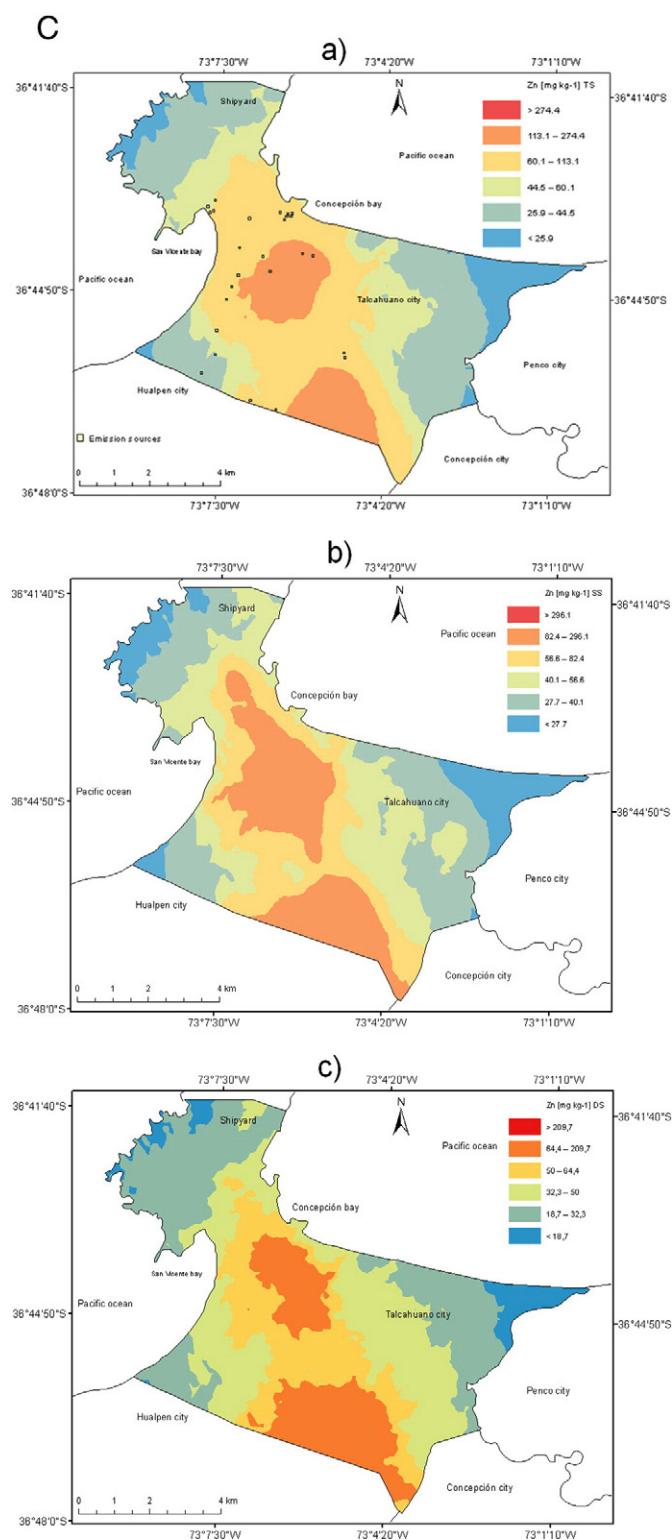 C
a)
73°7'30"W
73°4'20"W
73°1'10"W
36°41'40"S
36°41'40"S
Shipyard
N
Zn [mg kg-1] TS
> 274.4
113.1 – 274.4
60.1 – 113.1
44.5 – 60.1
25.9 – 44.5
< 25.9
Pacific ocean
Concepción bay
San Vicente bay
Pacific ocean
36°44'50"S
36°44'50"S
Talcahuano city
Penco city
Hualpen city
Emission sources
Concepción city
0 1 2 4 km
36°48'0"S
36°48'0"S
73°7'30"W
73°4'20"W
73°1'10"W
b)
73°7'30"W
73°4'20"W
73°1'10"W
36°41'40"S
36°41'40"S
Shipyard
N
Zn [mg kg-1] SS
> 296.1
82.4 – 296.1
56.6 – 82.4
40.1 – 56.6
27.7 – 40.1
< 27.7
Pacific ocean
Concepción bay
San Vicente bay
Pacific ocean
36°44'50"S
36°44'50"S
Talcahuano city
Penco city
Hualpen city
Concepción city
0 1 2 4 km
36°48'0"S
36°48'0"S
73°7'30"W
73°4'20"W
73°1'10"W
c)
73°7'30"W
73°4'20"W
73°1'10"W
36°41'40"S
36°41'40"S
Shipyard
N
Zn [mg kg-1] DS
> 209,7
64,4 – 209,7
50 – 64,4
32,3 – 50
18,7 – 32,3
< 18,7
Pacific ocean
Concepción bay
San Vicente bay
Pacific ocean
36°44'50"S
36°44'50"S
Talcahuano city
Penco city
Hualpen city
Concepción city
0 1 2 4 km
36°48'0"S
36°48'0"S
73°7'30"W
73°4'20"W
73°1'10"W